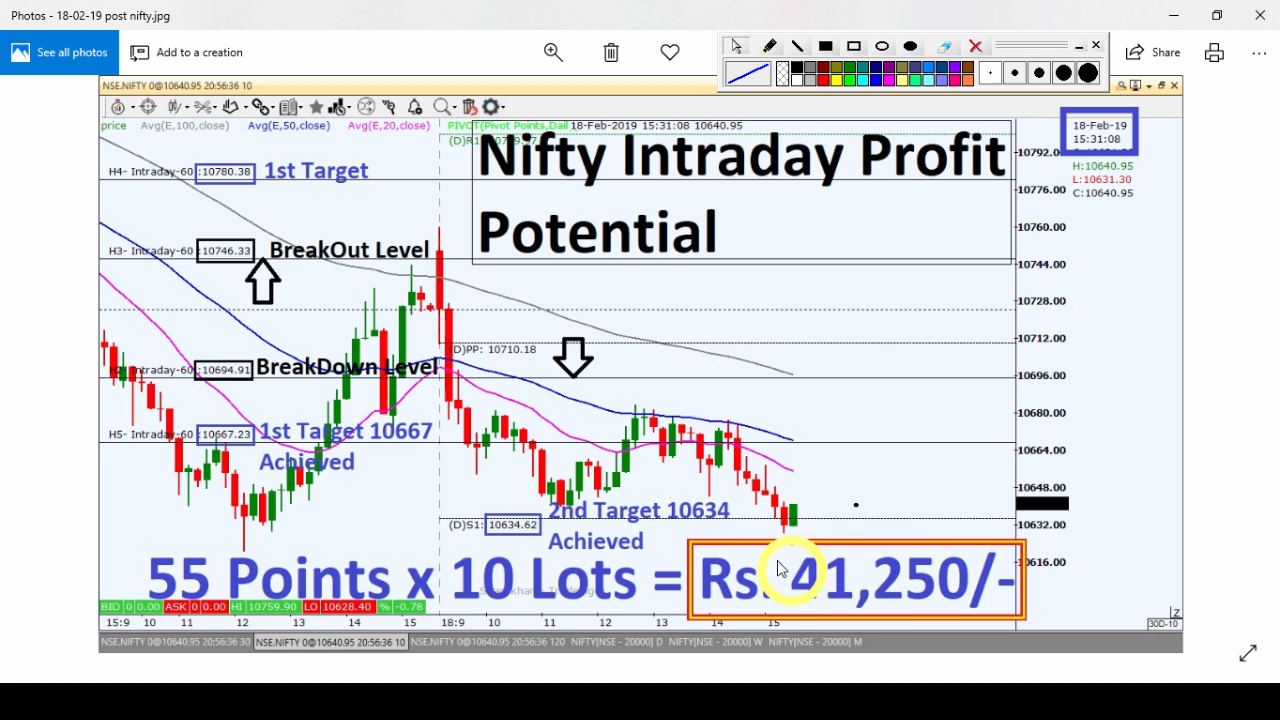 Photos - 18-02-19 post nifty.jpg
See all photos
Add to a creation
Share
NSE.NIFTY 0@10640.95 20:56:36 10
price Avg(E,100,close) Avg(E,50,close) Avg(E,20,close) PIVOT(Pivot Points,Dail 18-Feb-2019 15:31:08 10640.95
18-Feb-19
15:31:08
H:10640.95
L:10631.30
C:10640.95
Nifty Intraday Profit
Potential
H4- Intraday-60 :10780.38 1st Target
H3- Intraday-60 :10746.33 BreakOut Level
(D)PP: 10710.18
H2- Intraday-60 :10694.91 BreakDown Level
H5- Intraday-60 :10667.23 1st Target 10667
Achieved
(D)S1: 10634.62 2nd Target 10634
Achieved
55 Points x 10 Lots = Rs. 41,250/-
10792.00
10776.00
10760.00
10744.00
10728.00
10712.00
10696.00
10680.00
10664.00
10648.00
10632.00
10616.00
BID 0 0.00 ASK 0 0.00 HI 10759.90 LO 10628.40 % -0.78
15:9 10 11 12 13 14 15 18:9 10 11 12 13 14 15
Z
30D-10
NSE.NIFTY 0@10640.95 20:56:36 30 NSE.NIFTY 0@10640.95 20:56:36 10 NSE.NIFTY 0@10640.95 20:56:36 120 NIFTY[NSE - 20000] D NIFTY[NSE - 20000] W NIFTY[NSE - 20000] M